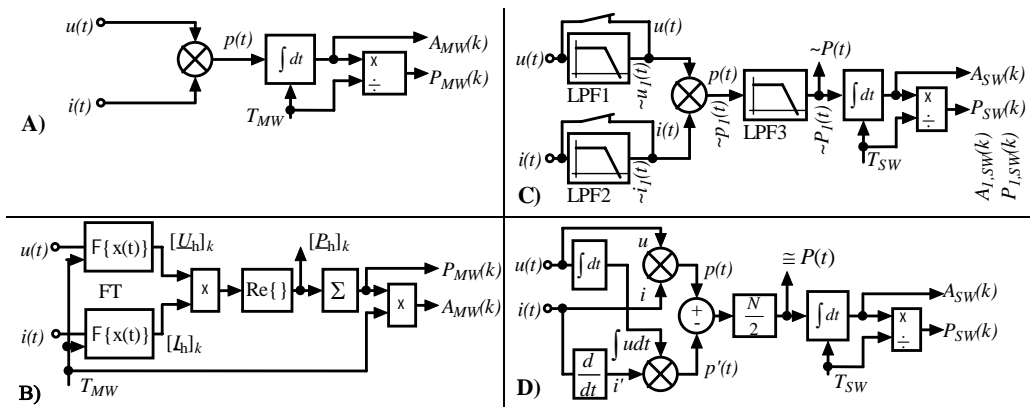 u(t)
p(t)
∫ dt
x
÷
A_MW(k)
P_MW(k)
i(t)
T_MW
A)
u(t)
u(t)
LPF1
~u_1(t)
p(t)
~p_1(t)
~P(t)
LPF3
~P_1(t)
∫ dt
x
÷
A_SW(k)
P_SW(k)
i(t)
i(t)
LPF2
~i_1(t)
T_SW
A_1,SW(k)
P_1,SW(k)
C)
u(t)
F{x(t)}
FT
[U_h]_k
x
Re{}
[P_h]_k
Σ
x
P_MW(k)
A_MW(k)
i(t)
F{x(t)}
[I_h]_k
T_MW
B)
u(t)
∫ dt
u
i
p(t)
i(t)
+
-
N
2
≅ P(t)
∫ dt
x
÷
A_SW(k)
P_SW(k)
∫ udt
d
dt
i'
p'(t)
T_SW
D)